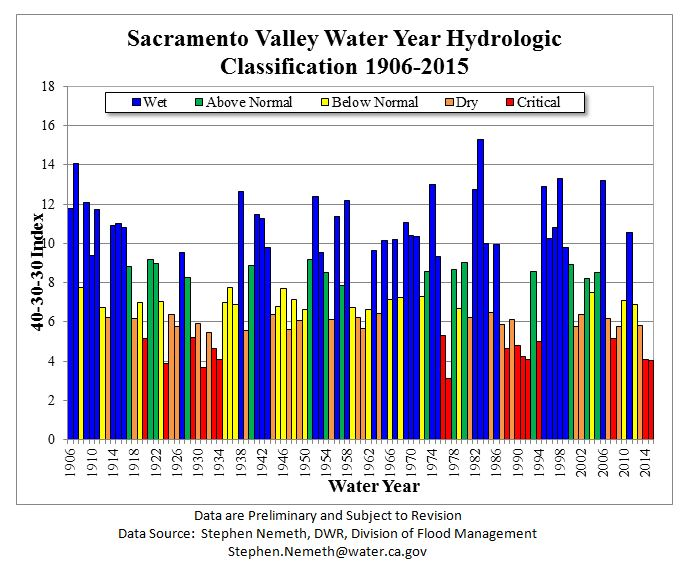 Sacramento Valley Water Year Hydrologic
Classification 1906-2015
Wet Above Normal Below Normal Dry Critical
18
16
14
12
10
8
6
4
2
0
40-30-30 Index
1906 1910 1914 1918 1922 1926 1930 1934 1938 1942 1946 1950 1954 1958 1962 1966 1970 1974 1978 1982 1986 1990 1994 1998 2002 2006 2010 2014
Water Year
Data are Preliminary and Subject to Revision
Data Source: Stephen Nemeth, DWR, Division of Flood Management
Stephen.Nemeth@water.ca.gov